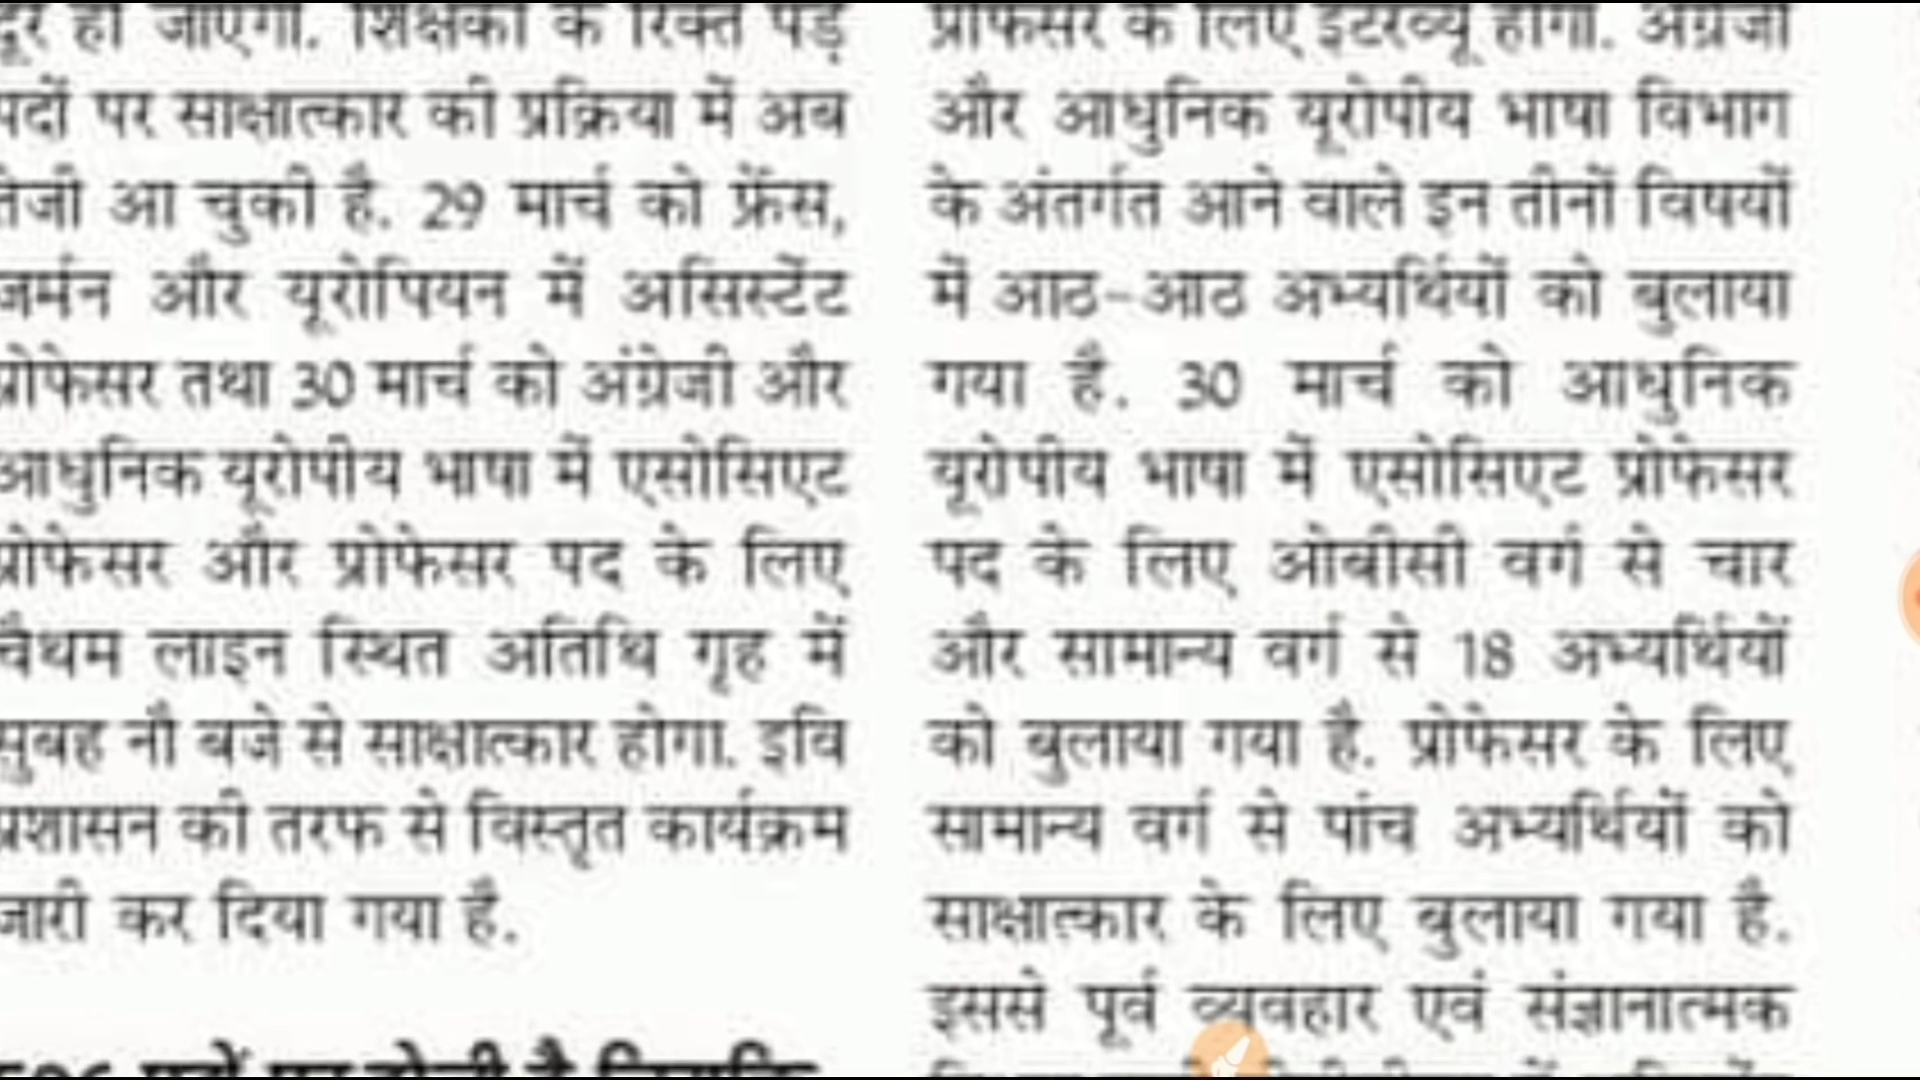 दूर हो जाएगी. शिक्षकों के रिक्त पड़े
पदों पर साक्षात्कार की प्रक्रिया में अब
तेजी आ चुकी है. 29 मार्च को फ्रेंस,
जर्मन और यूरोपियन में असिस्टेंट
प्रोफेसर तथा 30 मार्च को अंग्रेजी और
आधुनिक यूरोपीय भाषा में एसोसिएट
प्रोफेसर और प्रोफेसर पद के लिए
चैथम लाइन स्थित अतिथि गृह में
सुबह नौ बजे से साक्षात्कार होगा. इवि
प्रशासन की तरफ से विस्तृत कार्यक्रम
जारी कर दिया गया है.
पदों पर होनी है नियुक्ति
प्रोफेसर के लिए इंटरव्यू होगा. अंग्रेजी
और आधुनिक यूरोपीय भाषा विभाग
के अंतर्गत आने वाले इन तीनों विषयों
में आठ-आठ अभ्यर्थियों को बुलाया
गया है. 30 मार्च को आधुनिक
यूरोपीय भाषा में एसोसिएट प्रोफेसर
पद के लिए ओबीसी वर्ग से चार
और सामान्य वर्ग से 18 अभ्यर्थियों
को बुलाया गया है. प्रोफेसर के लिए
सामान्य वर्ग से पांच अभ्यर्थियों को
साक्षात्कार के लिए बुलाया गया है.
इससे पूर्व व्यवहार एवं संज्ञानात्मक